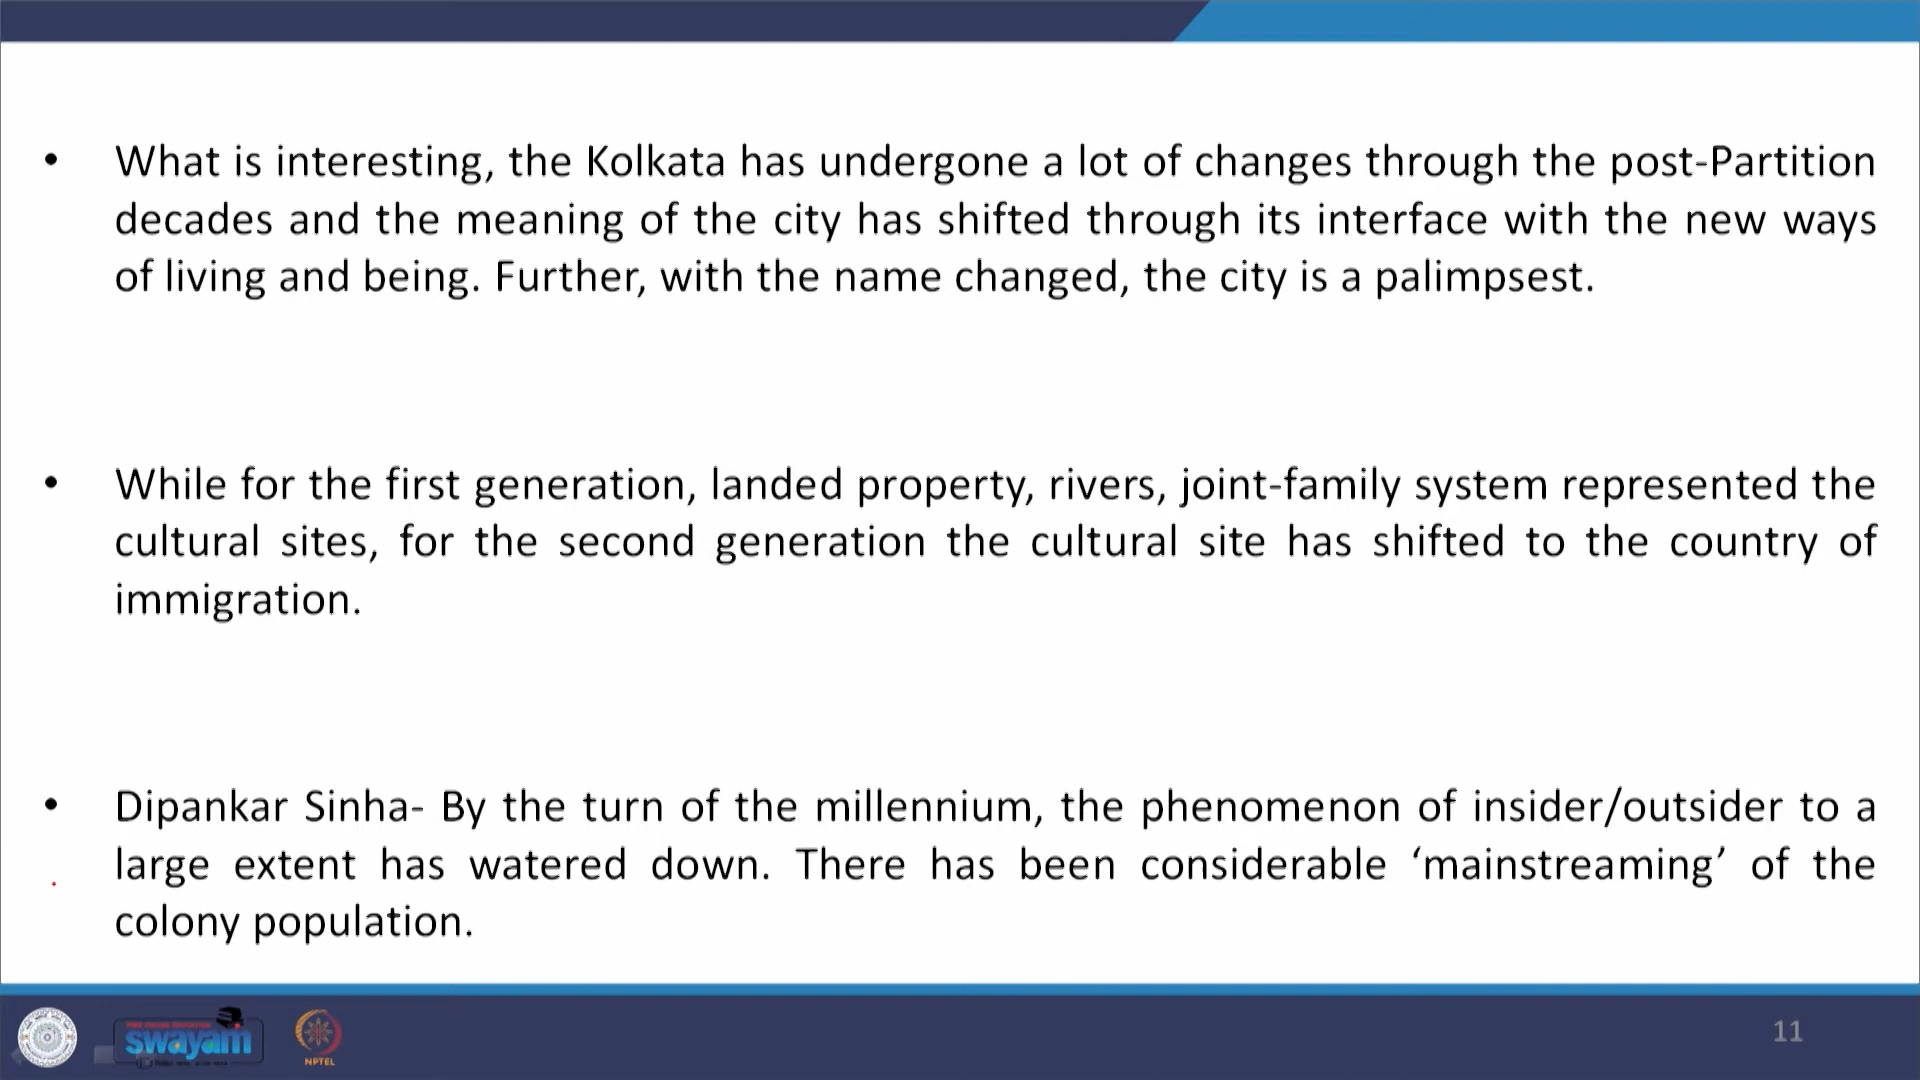 • What is interesting, the Kolkata has undergone a lot of changes through the post-Partition
decades and the meaning of the city has shifted through its interface with the new ways
of living and being. Further, with the name changed, the city is a palimpsest.
• While for the first generation, landed property, rivers, joint-family system represented the
cultural sites, for the second generation the cultural site has shifted to the country of
immigration.
• Dipankar Sinha- By the turn of the millennium, the phenomenon of insider/outsider to a
large extent has watered down. There has been considerable ‘mainstreaming’ of the
colony population.
swayam
NPTEL
11